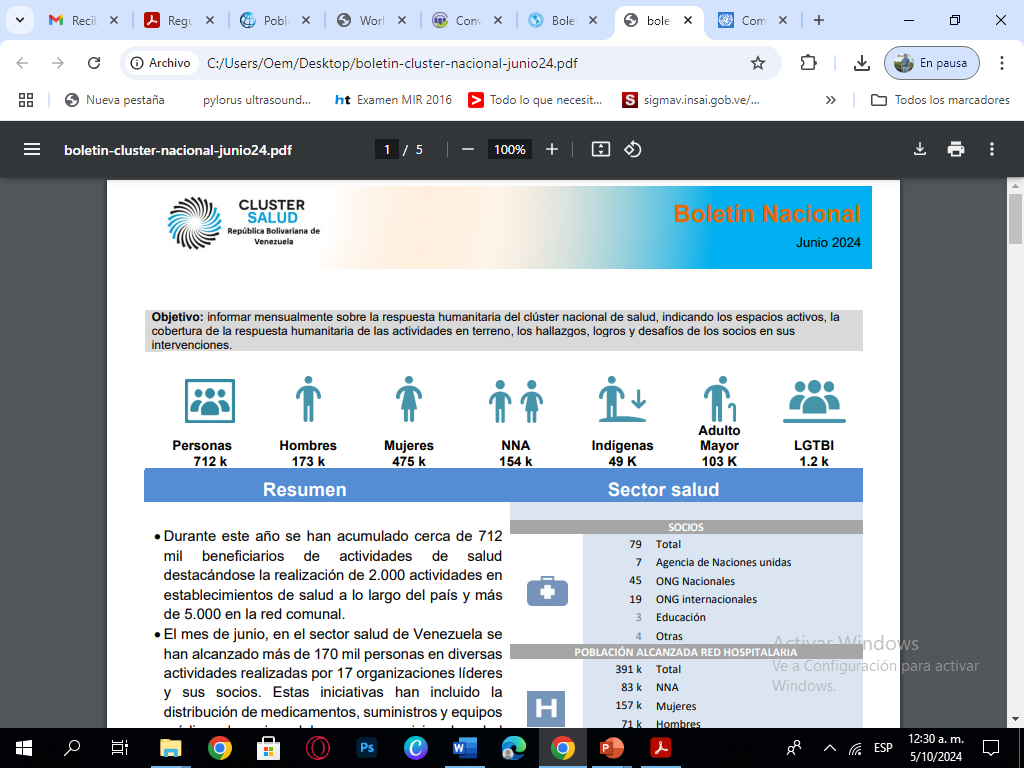 Recib
Regu
Pobl
Worl
Conv
Bole
bole
Com
Archivo
C:/Users/Oem/Desktop/boletin-cluster-nacional-junio24.pdf
En pausa
Nueva pestaña
pylorus ultrasound...
ht Examen MIR 2016
Todo lo que necesit...
S sigmav.insai.gob.ve/...
Todos los marcadores
boletin-cluster-nacional-junio24.pdf
1 / 5
100%
CLUSTER
SALUD
República Bolivariana de
Venezuela
Boletín Nacional
Junio 2024
Objetivo: informar mensualmente sobre la respuesta humanitaria del clúster nacional de salud, indicando los espacios activos, la
cobertura de la respuesta humanitaria de las actividades en terreno, los hallazgos, logros y desafíos de los socios en sus
intervenciones.
Personas
712 k
Hombres
173 k
Mujeres
475 k
NNA
154 k
Indígenas
49 K
Adulto
Mayor
103 K
LGTBI
1.2 k
Resumen
• Durante este año se han acumulado cerca de 712
mil beneficiarios de actividades de salud
destacándose la realización de 2.000 actividades en
establecimientos de salud a lo largo del país y más
de 5.000 en la red comunal.
• El mes de junio, en el sector salud de Venezuela se
han alcanzado más de 170 mil personas en diversas
actividades realizadas por 17 organizaciones líderes
y sus socios. Estas iniciativas han incluido la
distribución de medicamentos, suministros y equipos
Sector salud
SOCIOS
79 Total
7 Agencia de Naciones unidas
45 ONG Nacionales
19 ONG internacionales
3 Educación
4 Otras
POBLACIÓN ALCANZADA RED HOSPITALARIA
391 k Total
83 k NNA
157 k Mujeres
71 k Hombres
H
Activar Windows
Ve a Configuración para activar
Windows.
Ps
C
W
P
ESP
12:30 a. m.
5/10/2024